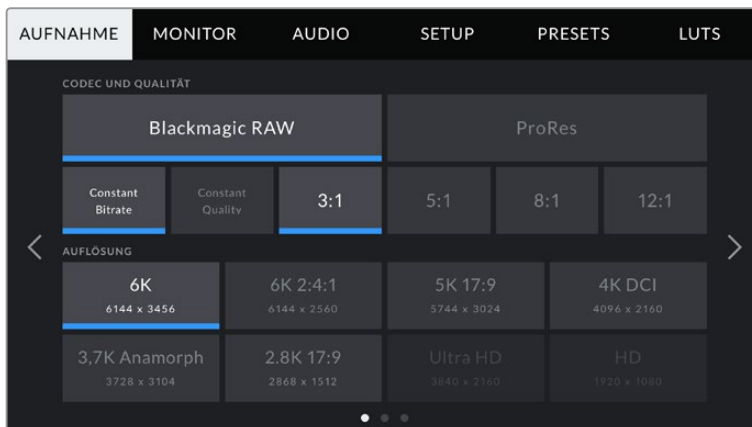 AUFNAHME MONITOR AUDIO SETUP PRESETS LUTS
CODEC UND QUALITÄT
Blackmagic RAW ProRes
Constant Bitrate Constant Quality 3:1 5:1 8:1 12:1
AUFLÖSUNG
6K 6K 2:4:1 5K 17:9 4K DCI
6144 x 3456 6144 x 2560 5744 x 3024 4096 x 2160
3,7K Anamorph 2.8K 17:9 Ultra HD HD
3728 x 3104 2868 x 1512 3840 x 2160 1920 x 1080